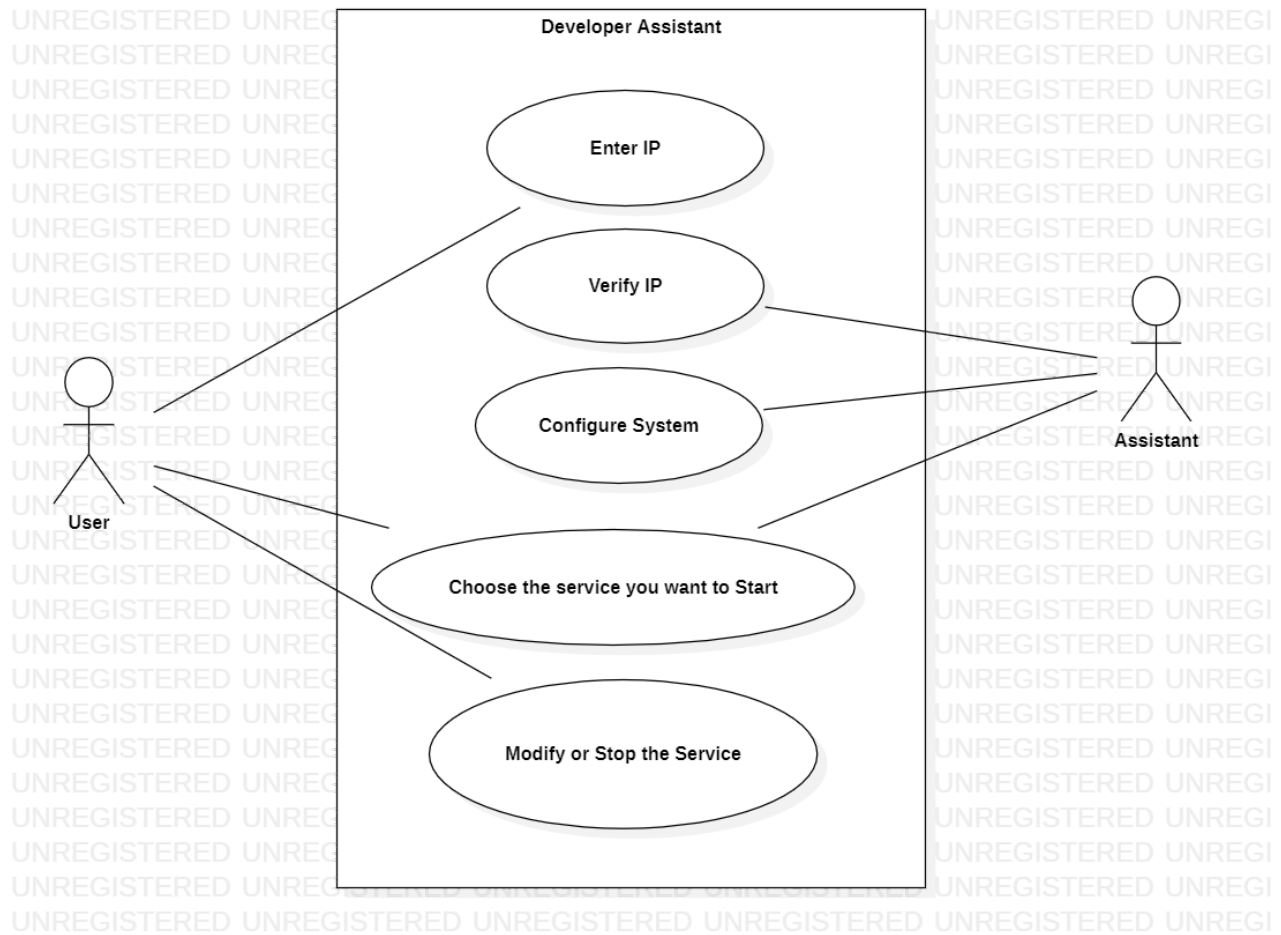 Developer Assistant
Enter IP
Verify IP
Configure System
Choose the service you want to Start
Modify or Stop the Service
User
Assistant
UNREGISTERED UNREGISTERED UNREGISTERED UNREGISTERED UNREGISTERED UNREGI